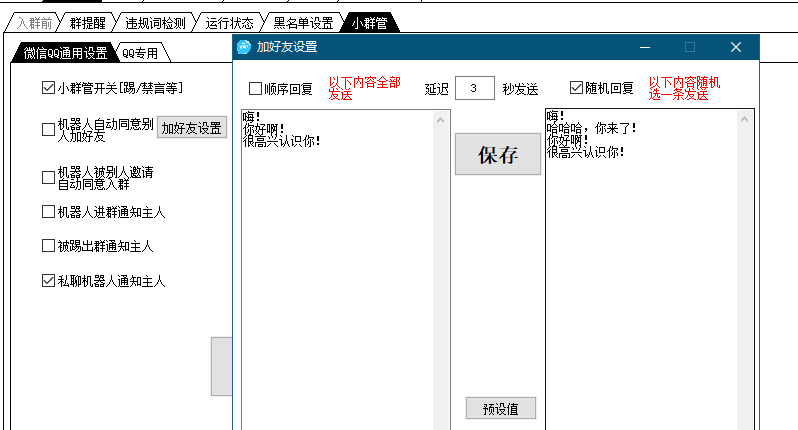 入群前 群提醒 违规词检测 运行状态 黑名单设置 小群管
微信QQ通用设置 QQ专用
小群管开关[踢/禁言等]
机器人自动同意别
人加好友
加好友设置
机器人被别人邀请
自动同意入群
机器人进群通知主人
被踢出群通知主人
私聊机器人通知主人
加好友设置
顺序回复
以下内容全部
发送
延迟 3 秒发送
随机回复
以下内容随机
选一条发送
嗨!
你好啊!
很高兴认识你!
保存
预设值
嗨!
哈哈哈,你来了!
你好啊!
很高兴认识你!